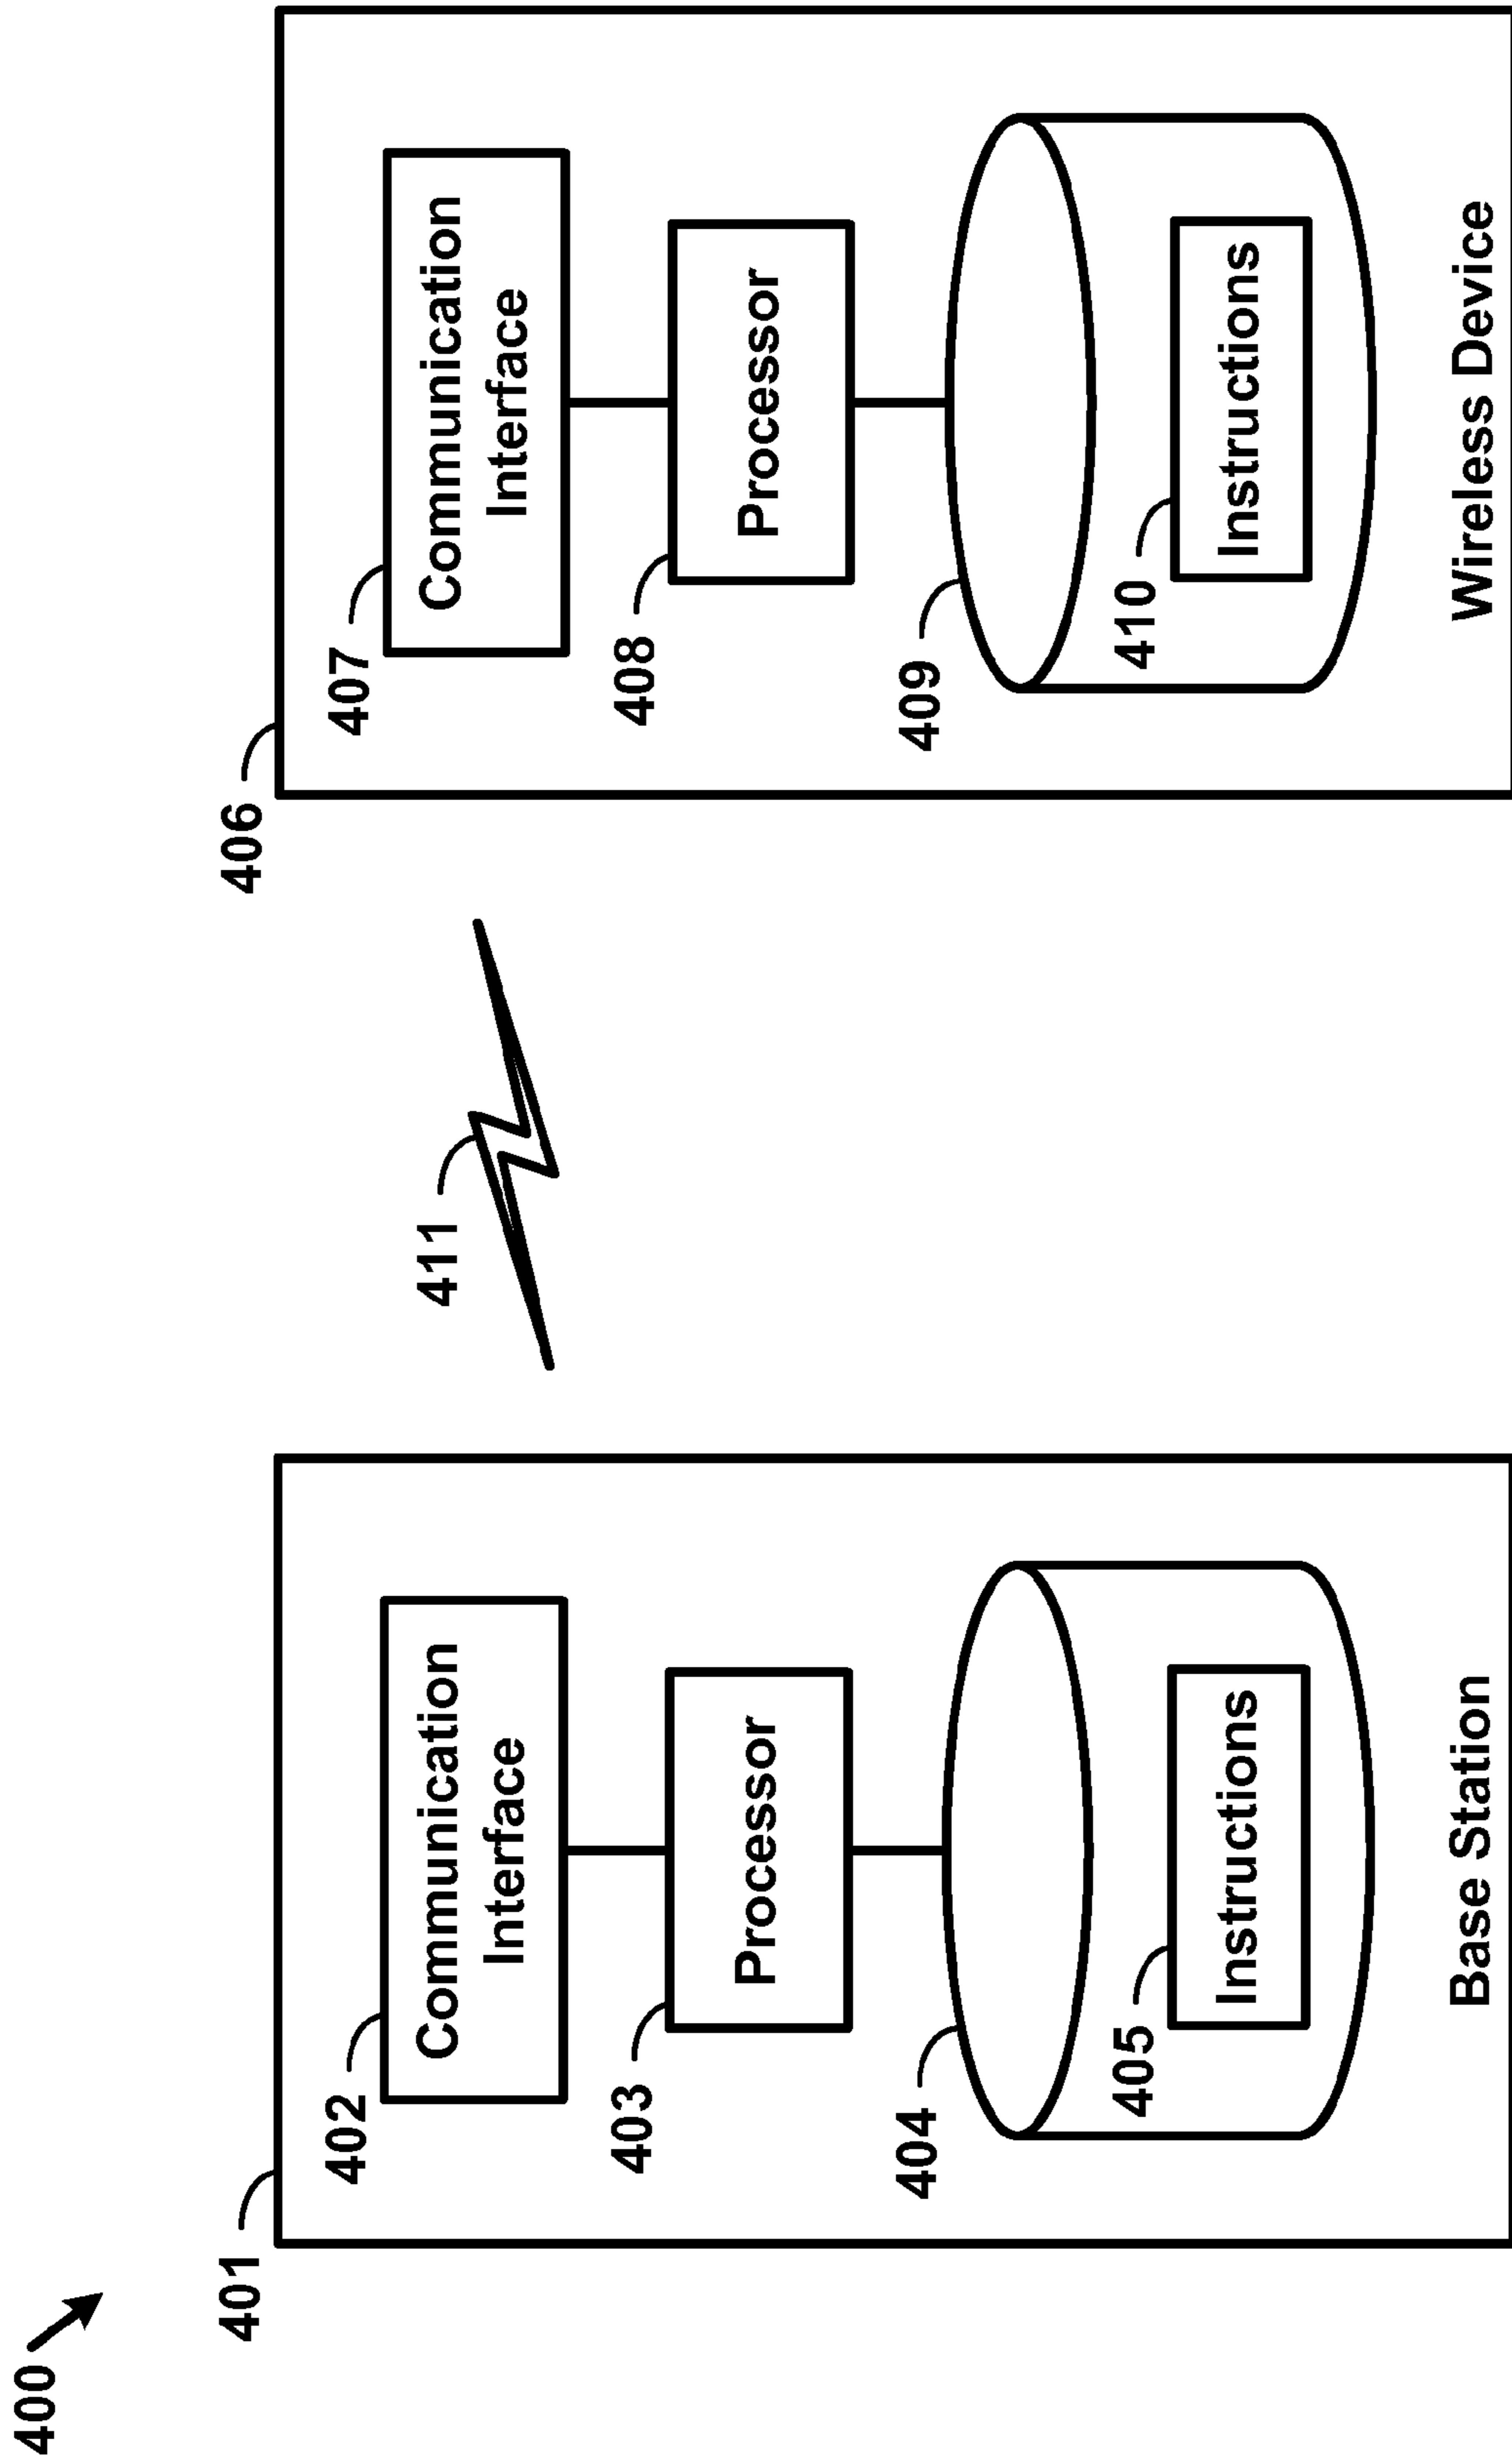 400
401
402
Communication
Interface
403
Processor
404
405
Instructions
Base Station
411
406
407
Communication
Interface
408
Processor
409
410
Instructions
Wireless Device